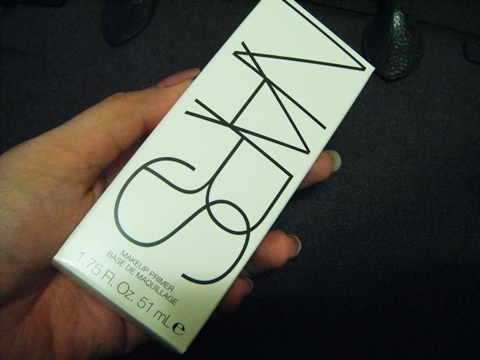 NARS
MAKEUP PRIMER
BASE DE MAQUILLAGE
1.75 Fl. Oz. 51 mL ℮